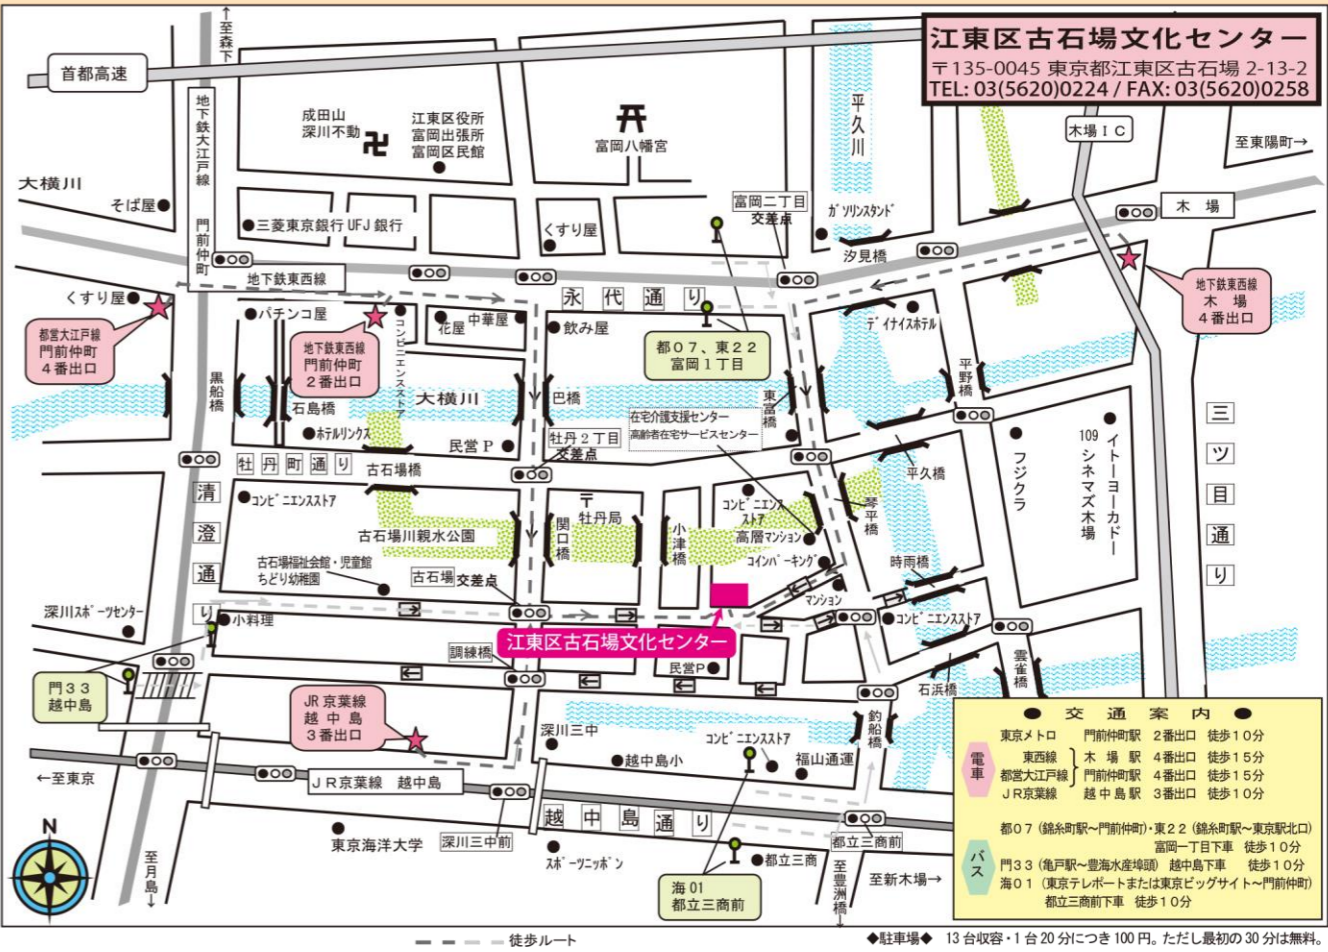 江東区古石場文化センター
〒135-0045 東京都江東区古石場 2-13-2
TEL: 03(5620)0224 / FAX: 03(5620)0258
↑至森下
首都高速
地下鉄大江戸線 門前仲町
成田山
深川不動
江東区役所
富岡出張所
富岡区民館
富岡八幡宮
平久川
木場IC
至東陽町→
大横川
そば屋
三菱東京銀行 UFJ 銀行
くすり屋
富岡二丁目
交差点
ガソリンスタンド
汐見橋
木 場
地下鉄東西線
くすり屋
都営大江戸線
門前仲町
4番出口
パチンコ屋
地下鉄東西線
門前仲町
2番出口
コンビニエンスストア
花屋
中華屋
永代通り
飲み屋
都07、東22
富岡1丁目
デイナイスホテル
地下鉄東西線
木 場
4番出口
黒船橋
石島橋
大横川
巴橋
東富橋
平野橋
ホテルリンクス
民営P
在宅介護支援センター
高齢者在宅サービスセンター
牡丹2丁目
交差点
牡丹町通り
古石場橋
平久橋
フジクラ
109シネマズ木場
イトーヨーカドー
三ツ目通り
清澄通り
コンビニエンスストア
古石場川親水公園
関口橋
〒
牡丹局
小津橋
コンビニエンス
ストア
高層マンション
コインパーキング
琴平橋
時雨橋
古石場福祉会館・児童館
ちどり幼稚園
古石場 交差点
マンション
コンビニエンスストア
深川スポーツセンター
小料理
江東区古石場文化センター
調練橋
民営P
石浜橋
雲雀橋
門33
越中島
JR京葉線
越中島
3番出口
深川三中
越中島小
コンビニエンスストア
福山通運
釣船橋
←至東京
JR京葉線 越中島
深川三中前
越中島通り
都立三商前
東京海洋大学
スポーツニッポン
都立三商
至新木場→
海01
都立三商前
至月島→
至豊洲橋→
N
● 交 通 案 内 ●
電車
東京メトロ 門前仲町駅 2番出口 徒歩10分
東西線 木 場 駅 4番出口 徒歩15分
都営大江戸線 門前仲町駅 4番出口 徒歩15分
JR京葉線 越中島駅 3番出口 徒歩10分
バス
都07(錦糸町駅~門前仲町)・東22(錦糸町駅~東京駅北口)
富岡一丁目下車 徒歩10分
門33(亀戸駅~豊海水産埠頭) 越中島下車 徒歩10分
海01(東京テレポートまたは東京ビッグサイト~門前仲町)
都立三商前下車 徒歩10分
徒歩ルート
◆駐車場◆ 13台収容・1台20分につき100円。ただし最初の30分は無料。